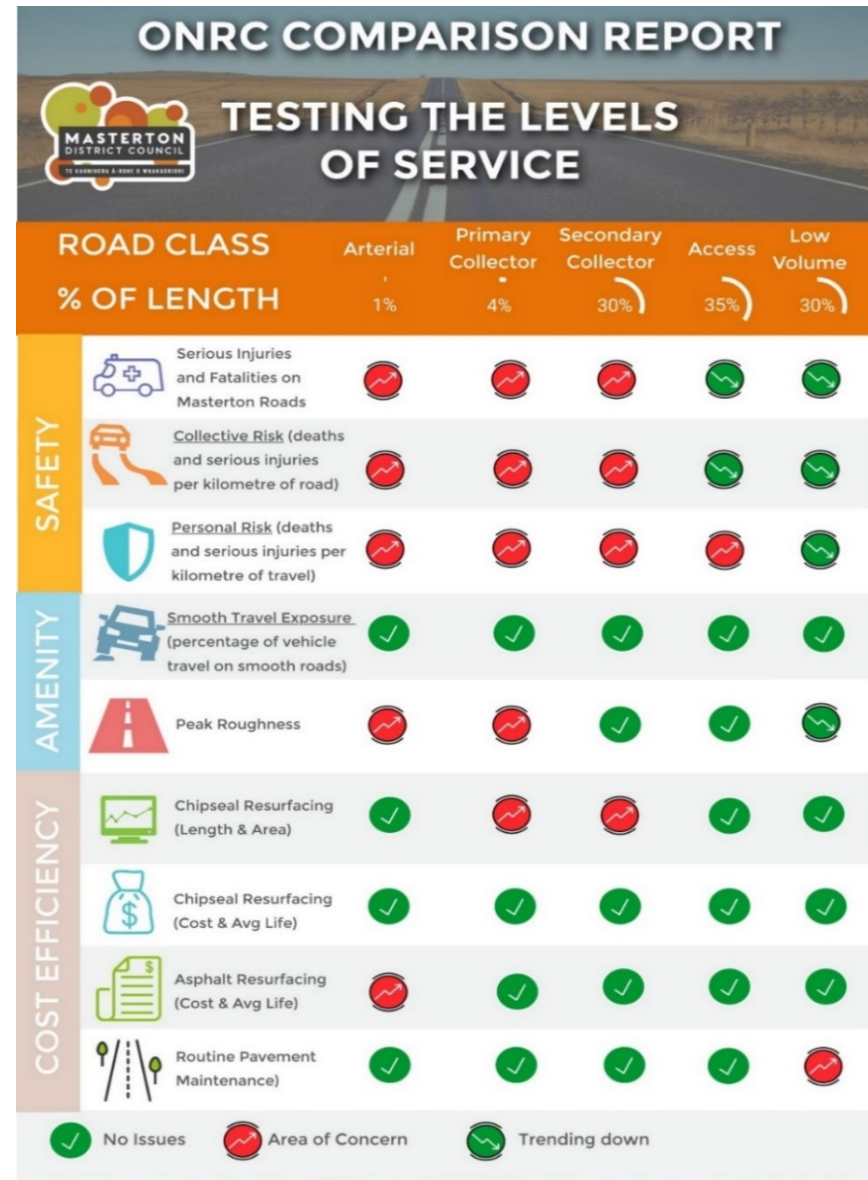 ONRC COMPARISON REPORT
MASTERTON
DISTRICT COUNCIL
TESTING THE LEVELS
OF SERVICE
ROAD CLASS
Arterial
Primary
Collector
Secondary
Collector
Access
Low
Volume
% OF LENGTH
1%
4%
30%
35%
30%
SAFETY
Serious Injuries
and Fatalities on
Masterton Roads
Collective Risk (deaths
and serious injuries
per kilometre of road)
Personal Risk (deaths
and serious injuries per
kilometre of travel)
AMENITY
Smooth Travel Exposure
(percentage of vehicle
travel on smooth roads)
Peak Roughness
COST EFFICIENCY
Chipseal Resurfacing
(Length & Area)
Chipseal Resurfacing
(Cost & Avg Life)
Asphalt Resurfacing
(Cost & Avg Life)
Routine Pavement
Maintenance)
No Issues
Area of Concern
Trending down